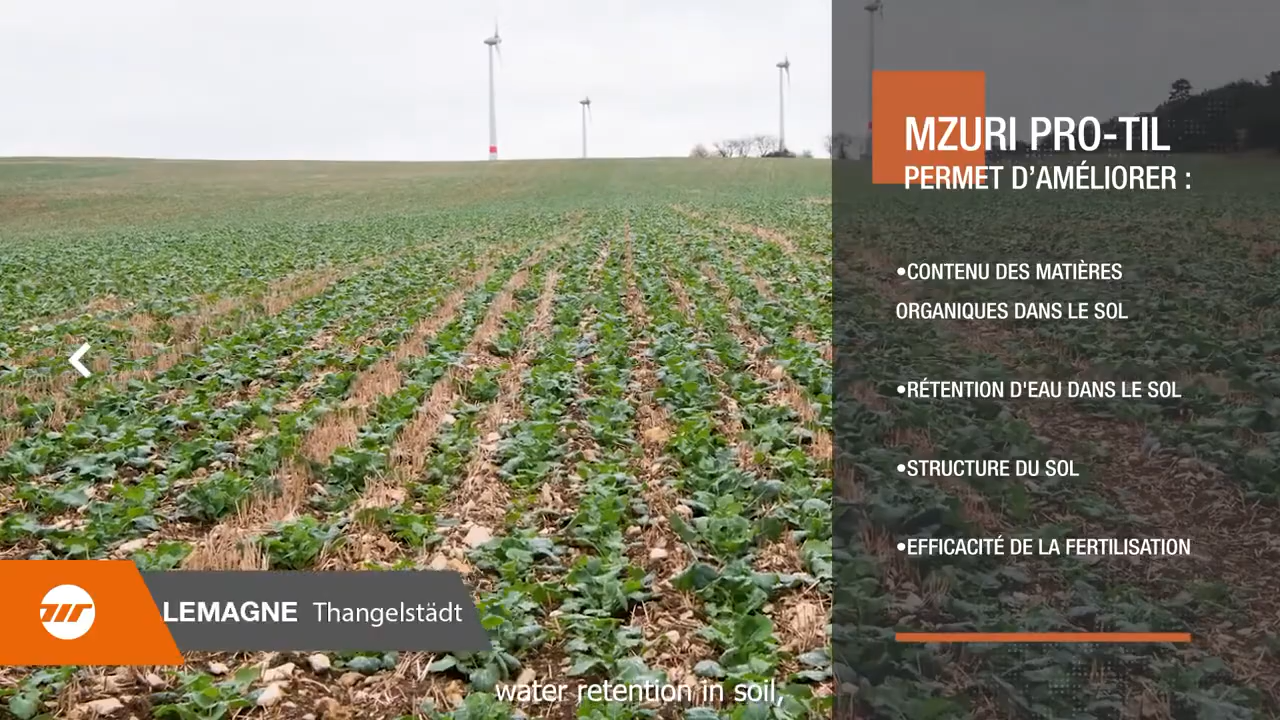 MZURI PRO-TIL
PERMET D’AMÉLIORER :
•CONTENU DES MATIÈRES
ORGANIQUES DANS LE SOL
•RÉTENTION D'EAU DANS LE SOL
•STRUCTURE DU SOL
•EFFICACITÉ DE LA FERTILISATION
LEMAGNE Thangelstädt
water retention in soil,